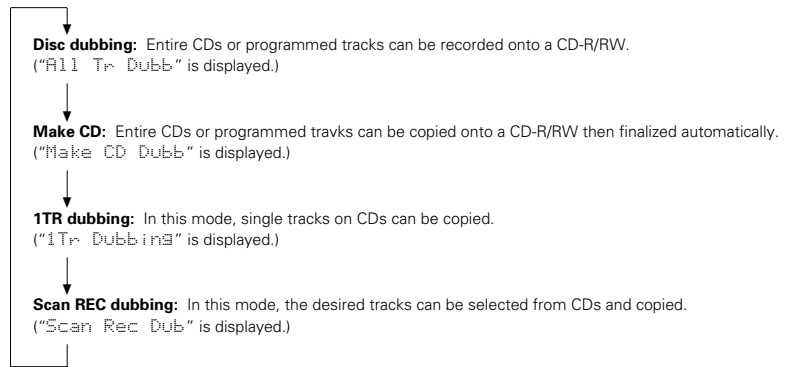 Disc dubbing: Entire CDs or programmed tracks can be recorded onto a CD-R/RW.
("All Tr Dubb" is displayed.)
Make CD: Entire CDs or programmed travks can be copied onto a CD-R/RW then finalized automatically.
("Make CD Dubb" is displayed.)
1TR dubbing: In this mode, single tracks on CDs can be copied.
("1Tr Dubbing" is displayed.)
Scan REC dubbing: In this mode, the desired tracks can be selected from CDs and copied.
("Scan Rec Dub" is displayed.)